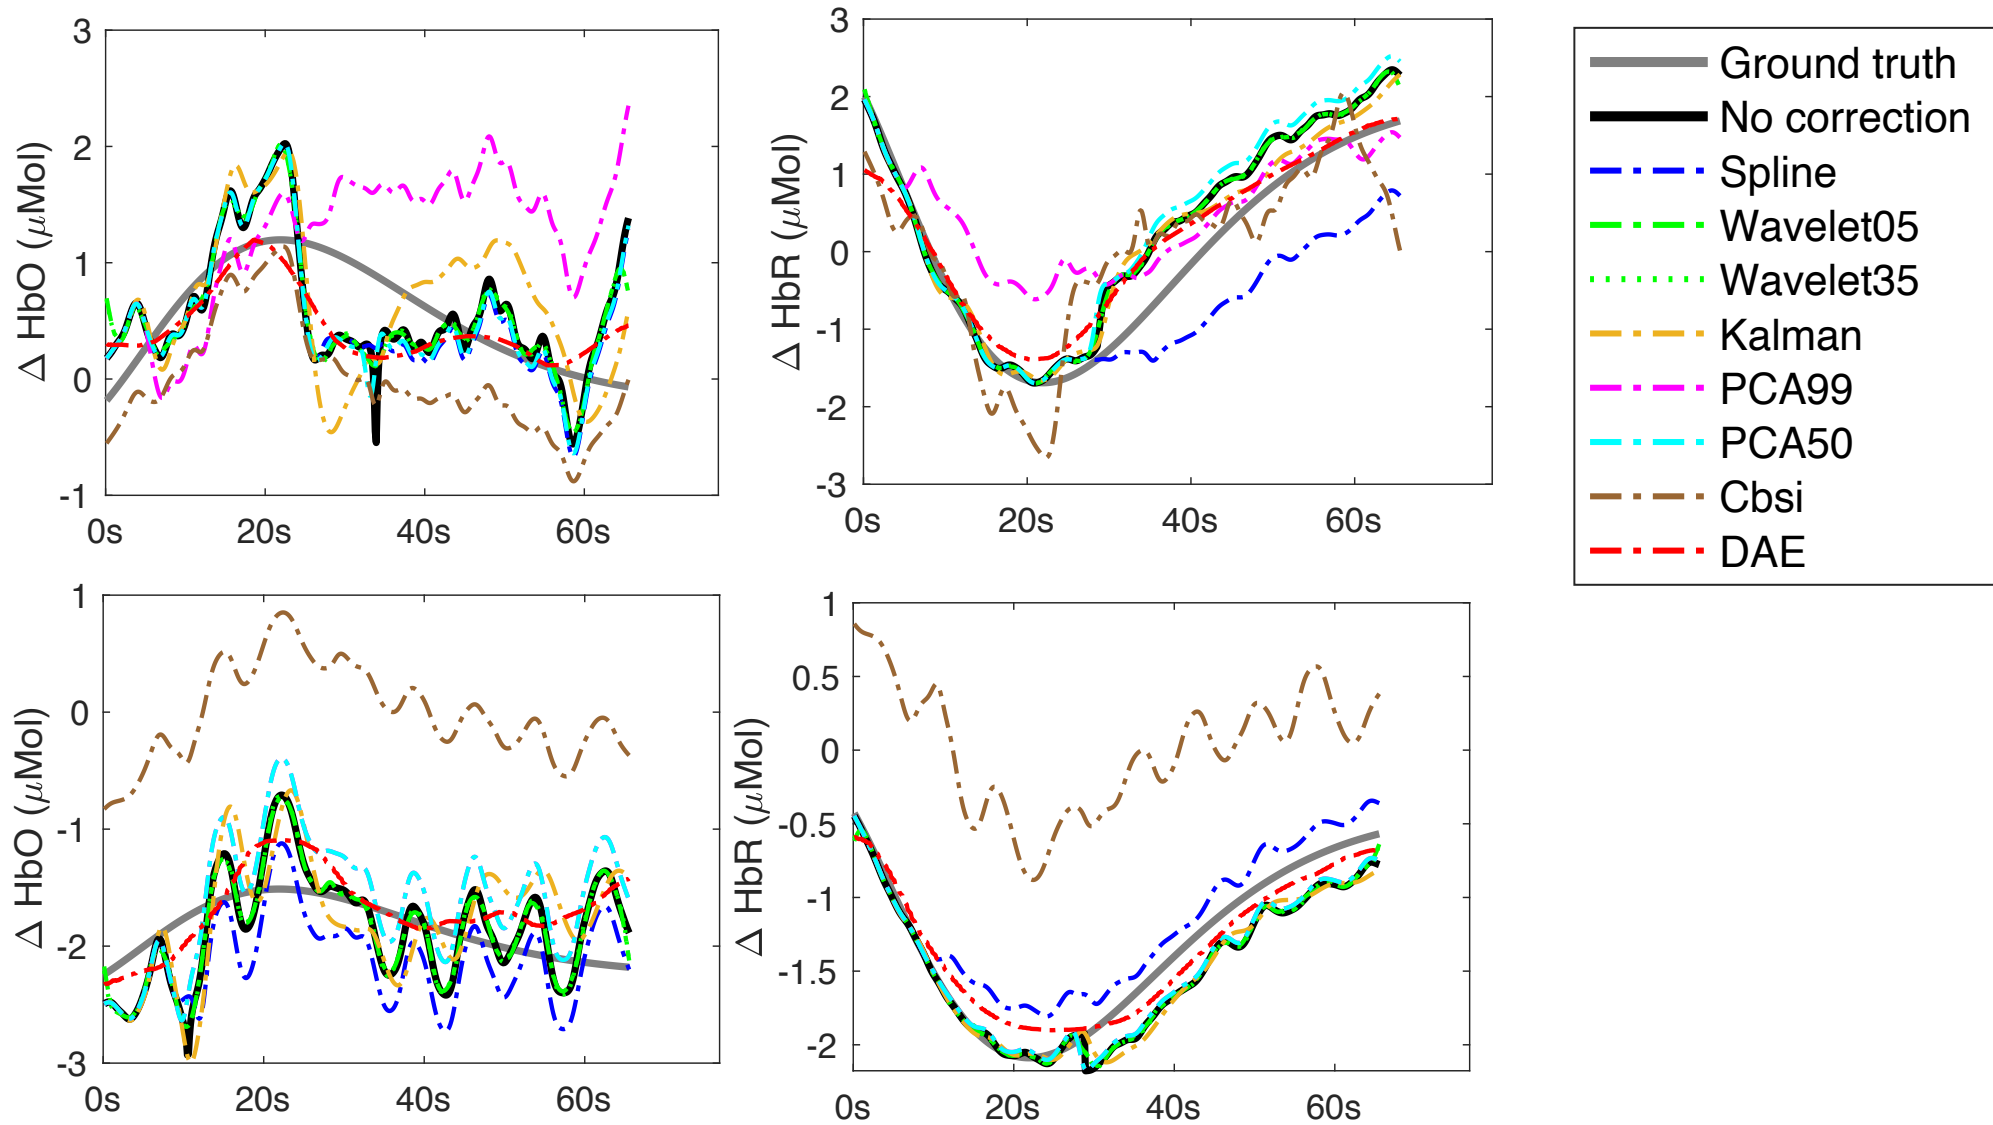 3
2
1
0
-1
Δ HbO (μMol)
0s 20s 40s 60s
3
2
1
0
-1
-2
-3
Δ HbR (μMol)
0s 20s 40s 60s
Ground truth
No correction
Spline
Wavelet05
Wavelet35
Kalman
PCA99
PCA50
Cbsi
DAE
1
0
-1
-2
-3
Δ HbO (μMol)
0s 20s 40s 60s
1
0.5
0
-0.5
-1
-1.5
-2
Δ HbR (μMol)
0s 20s 40s 60s